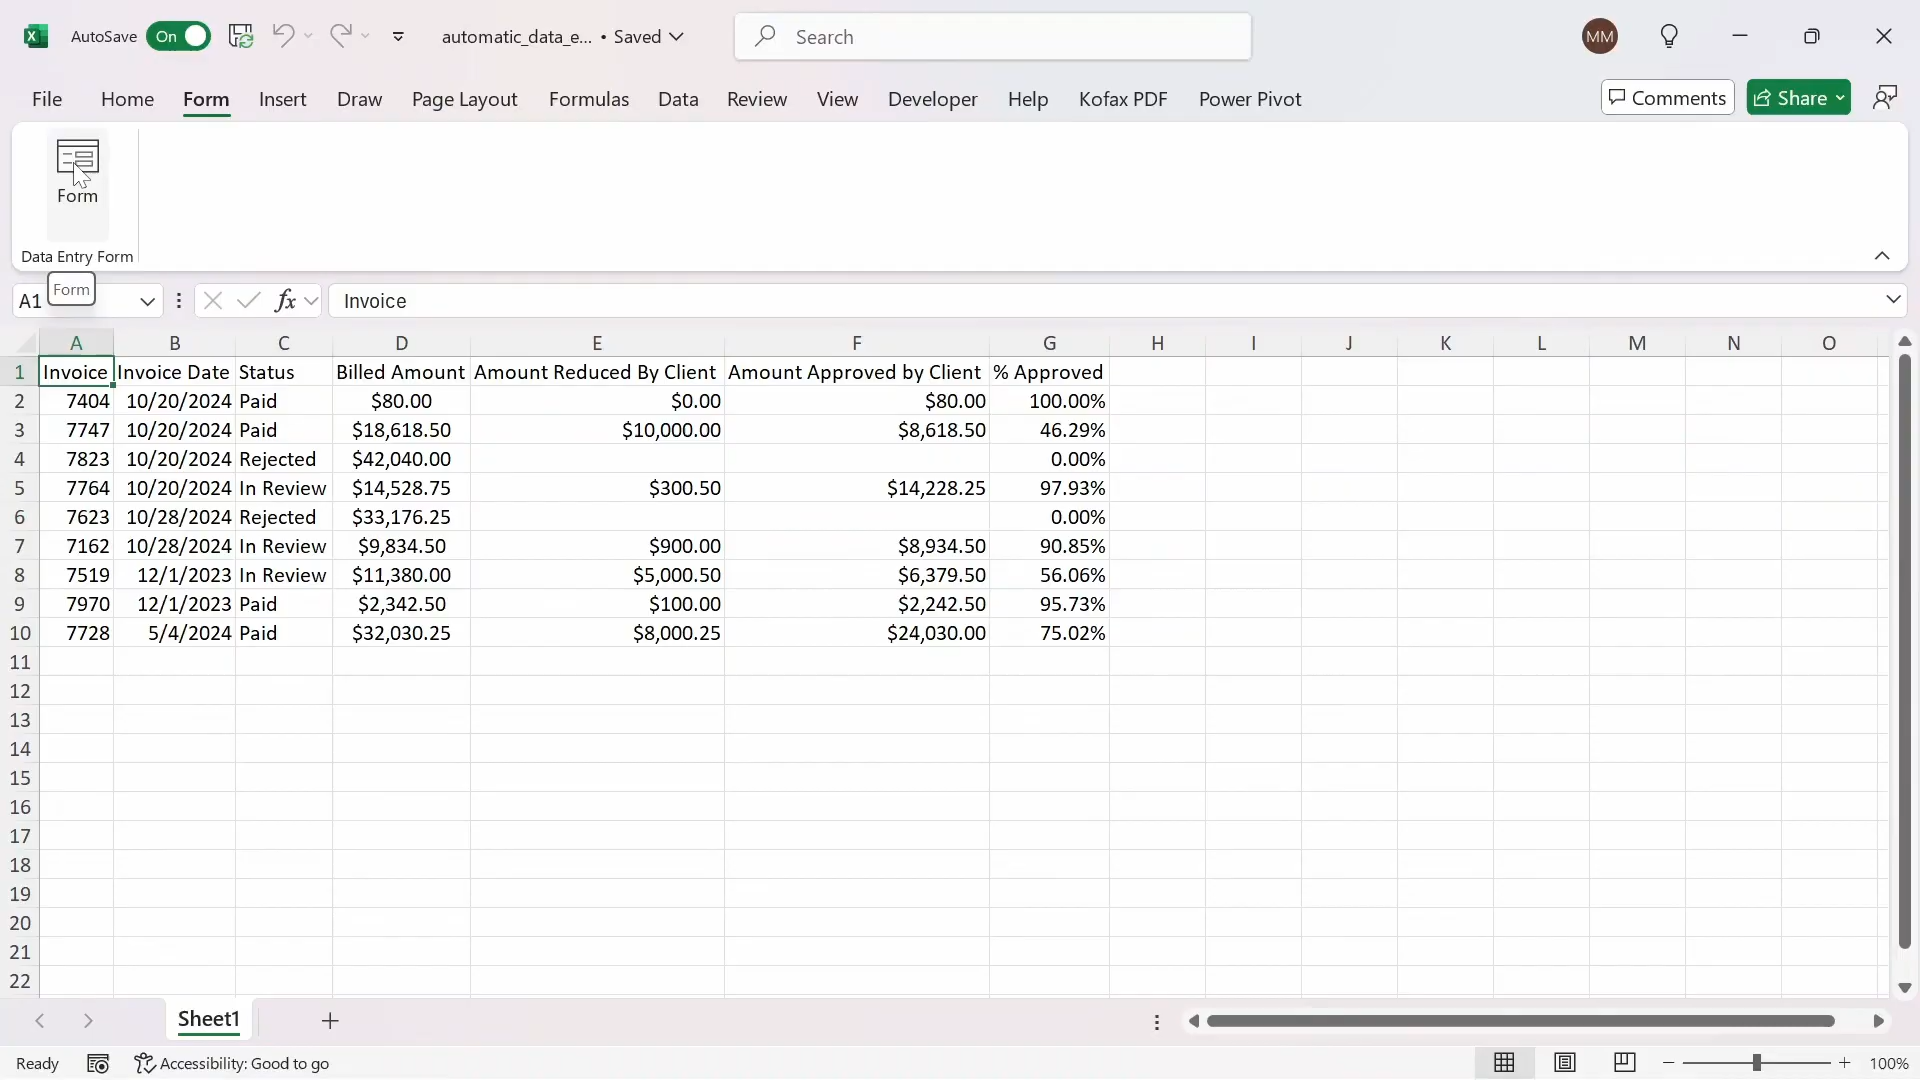 AutoSave On automatic_data_e... • Saved Search MM
File Home Form Insert Draw Page Layout Formulas Data Review View Developer Help Kofax PDF Power Pivot Comments Share
Form
Data Entry Form
Form
A1 fx Invoice
A B C D E F G H I J K L M N O
1 Invoice Invoice Date Status Billed Amount Amount Reduced By Client Amount Approved by Client % Approved
2 7404 10/20/2024 Paid $80.00 $0.00 $80.00 100.00%
3 7747 10/20/2024 Paid $18,618.50 $10,000.00 $8,618.50 46.29%
4 7823 10/20/2024 Rejected $42,040.00 0.00%
5 7764 10/20/2024 In Review $14,528.75 $300.50 $14,228.25 97.93%
6 7623 10/28/2024 Rejected $33,176.25 0.00%
7 7162 10/28/2024 In Review $9,834.50 $900.00 $8,934.50 90.85%
8 7519 12/1/2023 In Review $11,380.00 $5,000.50 $6,379.50 56.06%
9 7970 12/1/2023 Paid $2,342.50 $100.00 $2,242.50 95.73%
10 7728 5/4/2024 Paid $32,030.25 $8,000.25 $24,030.00 75.02%
11
12
13
14
15
16
17
18
19
20
21
22
Sheet1
Ready Accessibility: Good to go 100%